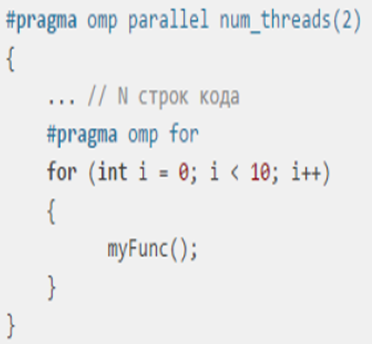 #pragma omp parallel num_threads(2)
{
... // N строк кода
#pragma omp for
for (int i = 0; i < 10; i++)
{
myFunc();
}
}